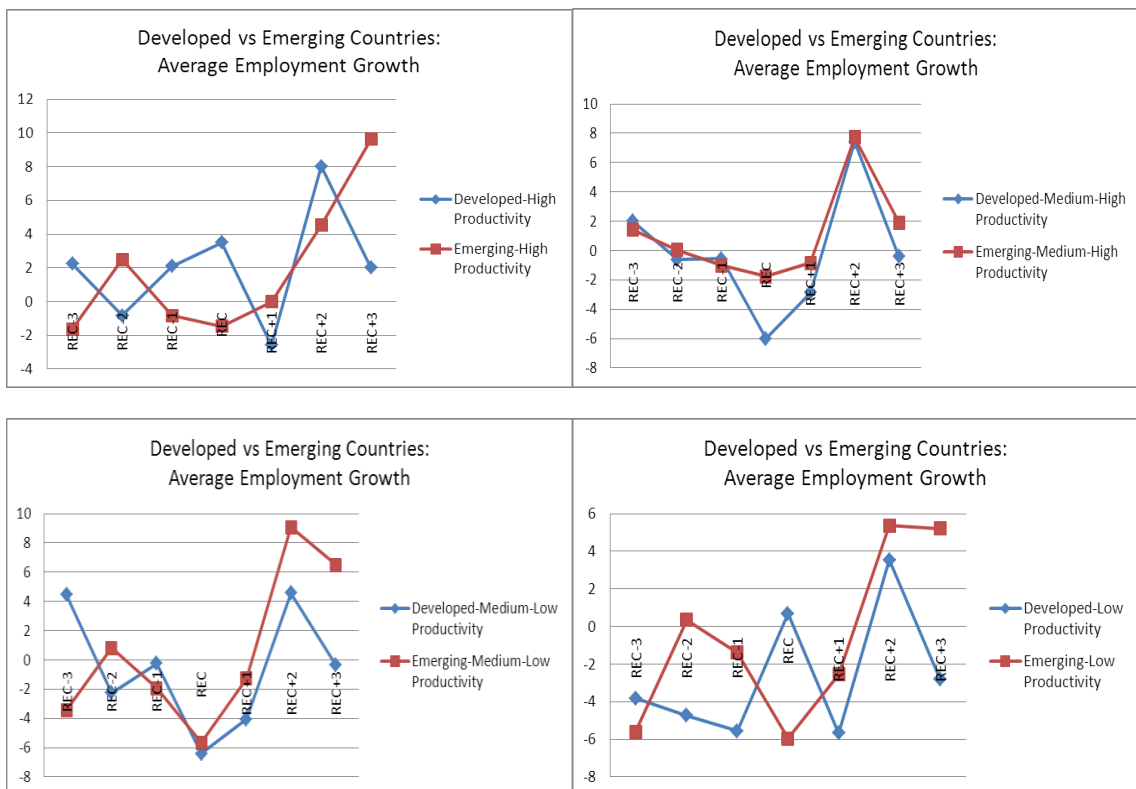 Developed vs Emerging Countries:
Average Employment Growth
12
10
8
6
4
2
0
-2
-4
REC-3
REC-2
REC-1
REC
REC+1
REC+2
REC+3
Developed-High
Productivity
Emerging-High
Productivity
Developed vs Emerging Countries:
Average Employment Growth
10
8
6
4
2
0
-2
-4
-6
-8
REC-3
REC-2
REC-1
REC
REC+1
REC+2
REC+3
Developed-Medium-High
Productivity
Emerging-Medium-High
Productivity
Developed vs Emerging Countries:
Average Employment Growth
10
8
6
4
2
0
-2
-4
-6
-8
REC-3
REC-2
REC-1
REC
REC+1
REC+2
REC+3
Developed-Medium-Low
Productivity
Emerging-Medium-Low
Productivity
Developed vs Emerging Countries:
Average Employment Growth
6
4
2
0
-2
-4
-6
-8
REC-3
REC-2
REC-1
REC
REC+1
REC+2
REC+3
Developed-Low
Productivity
Emerging-Low
Productivity